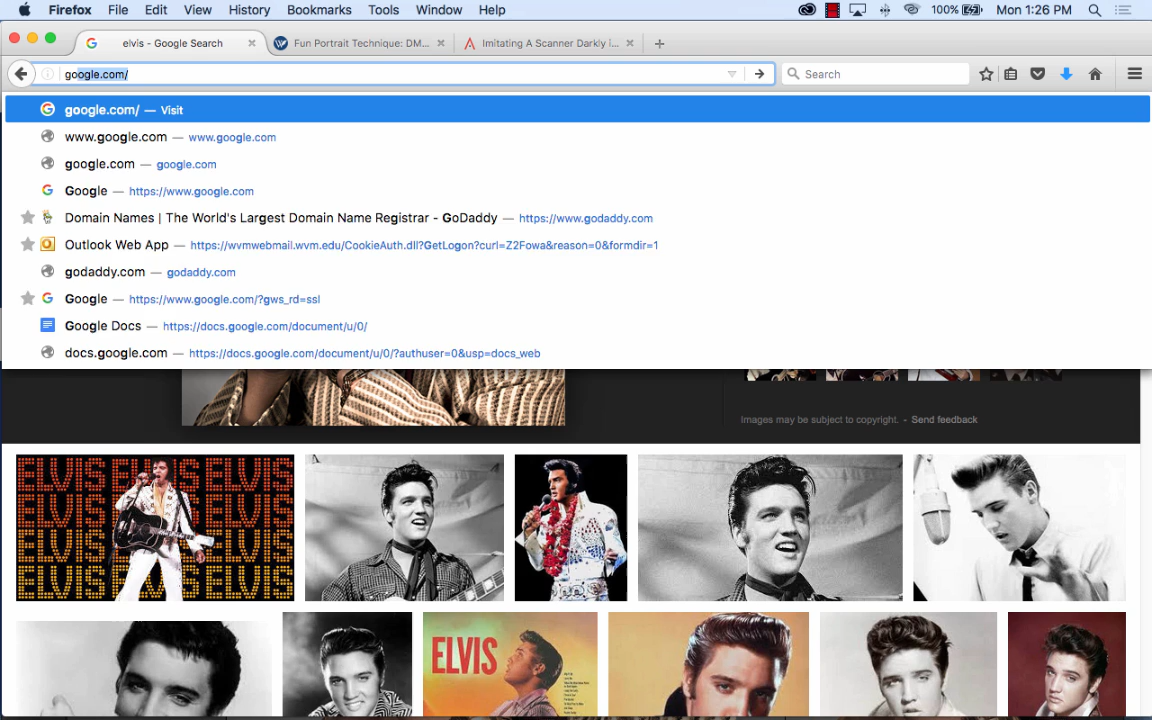 Firefox File Edit View History Bookmarks Tools Window Help 100% Mon 1:26 PM
elvis - Google Search Fun Portrait Technique: DM... Imitating A Scanner Darkly i...
google.com/ Search
google.com/ — Visit
www.google.com — www.google.com
google.com — google.com
Google — https://www.google.com
Domain Names | The World's Largest Domain Name Registrar - GoDaddy — https://www.godaddy.com
Outlook Web App — https://wvmwebmail.wvm.edu/CookieAuth.dll?GetLogon?curl=Z2Fowa&reason=0&formdir=1
godaddy.com — godaddy.com
Google — https://www.google.com/?gws_rd=ssl
Google Docs — https://docs.google.com/document/u/0/
docs.google.com — https://docs.google.com/document/u/0/?authuser=0&usp=docs_web
Images may be subject to copyright. - Send feedback
ELVIS ELVIS ELVIS
ELVIS ELVIS
ELVIS ELVIS
ELVIS ELVIS
ELVIS